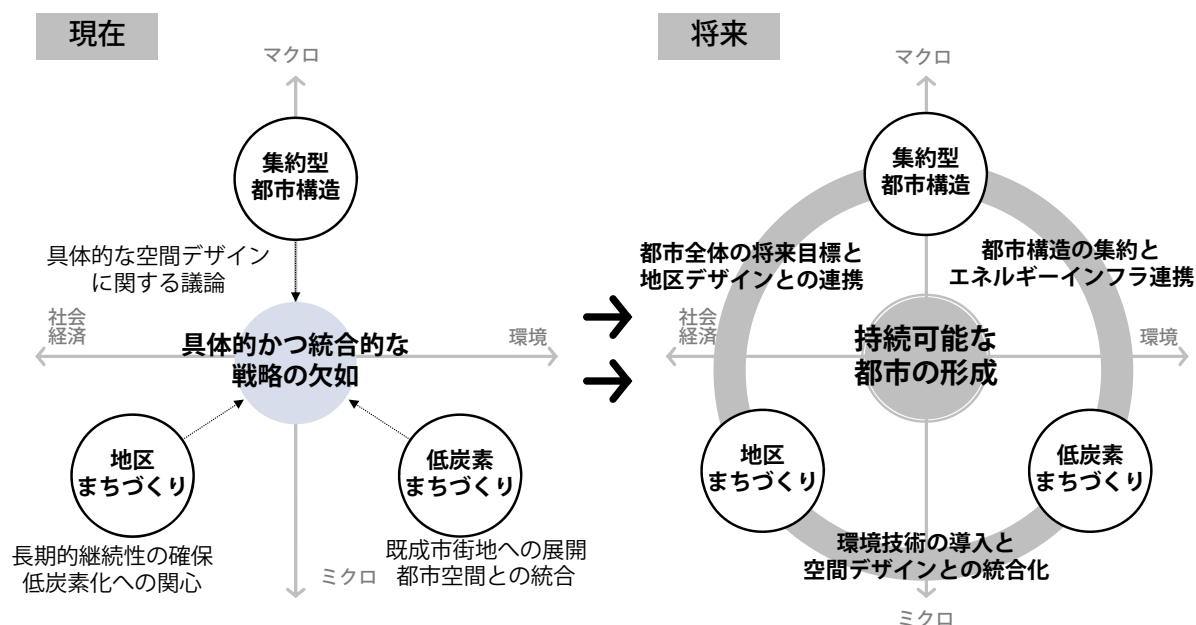 現在
マクロ
集約型
都市構造
具体的な空間デザイン
に関する議論
社会
経済
環境
具体的かつ統合的な
戦略の欠如
地区
まちづくり
低炭素
まちづくり
長期的継続性の確保
低炭素化への関心
既成市街地への展開
都市空間との統合
ミクロ
将来
マクロ
集約型
都市構造
都市全体の将来目標と
地区デザインとの連携
都市構造の集約と
エネルギーインフラ連携
社会
経済
環境
持続可能な
都市の形成
地区
まちづくり
低炭素
まちづくり
環境技術の導入と
空間デザインとの統合化
ミクロ